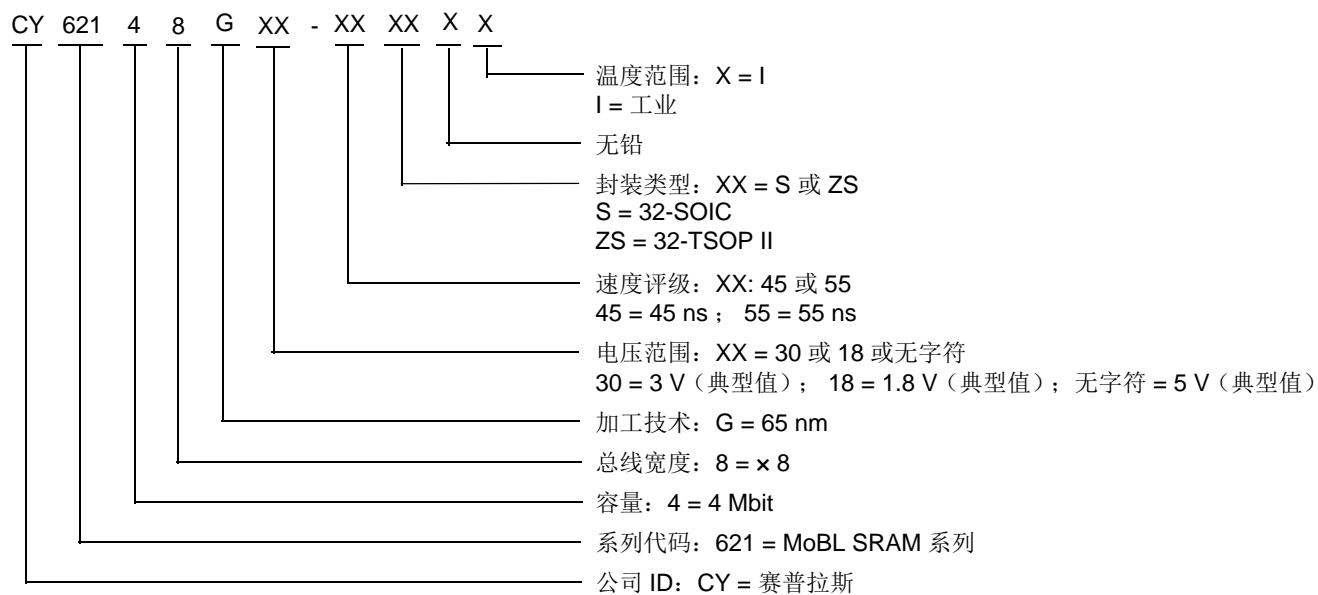 CY 621 4 8 G XX - XX XX X X
温度范围：X = I
I = 工业
无铅
封装类型：XX = S 或 ZS
S = 32-SOIC
ZS = 32-TSOP II
速度评级：XX: 45 或 55
45 = 45 ns ； 55 = 55 ns
电压范围：XX = 30 或 18 或无字符
30 = 3 V（典型值）； 18 = 1.8 V（典型值）；无字符 = 5 V（典型值）
加工技术：G = 65 nm
总线宽度：8 = × 8
容量：4 = 4 Mbit
系列代码：621 = MoBL SRAM 系列
公司 ID：CY = 赛普拉斯